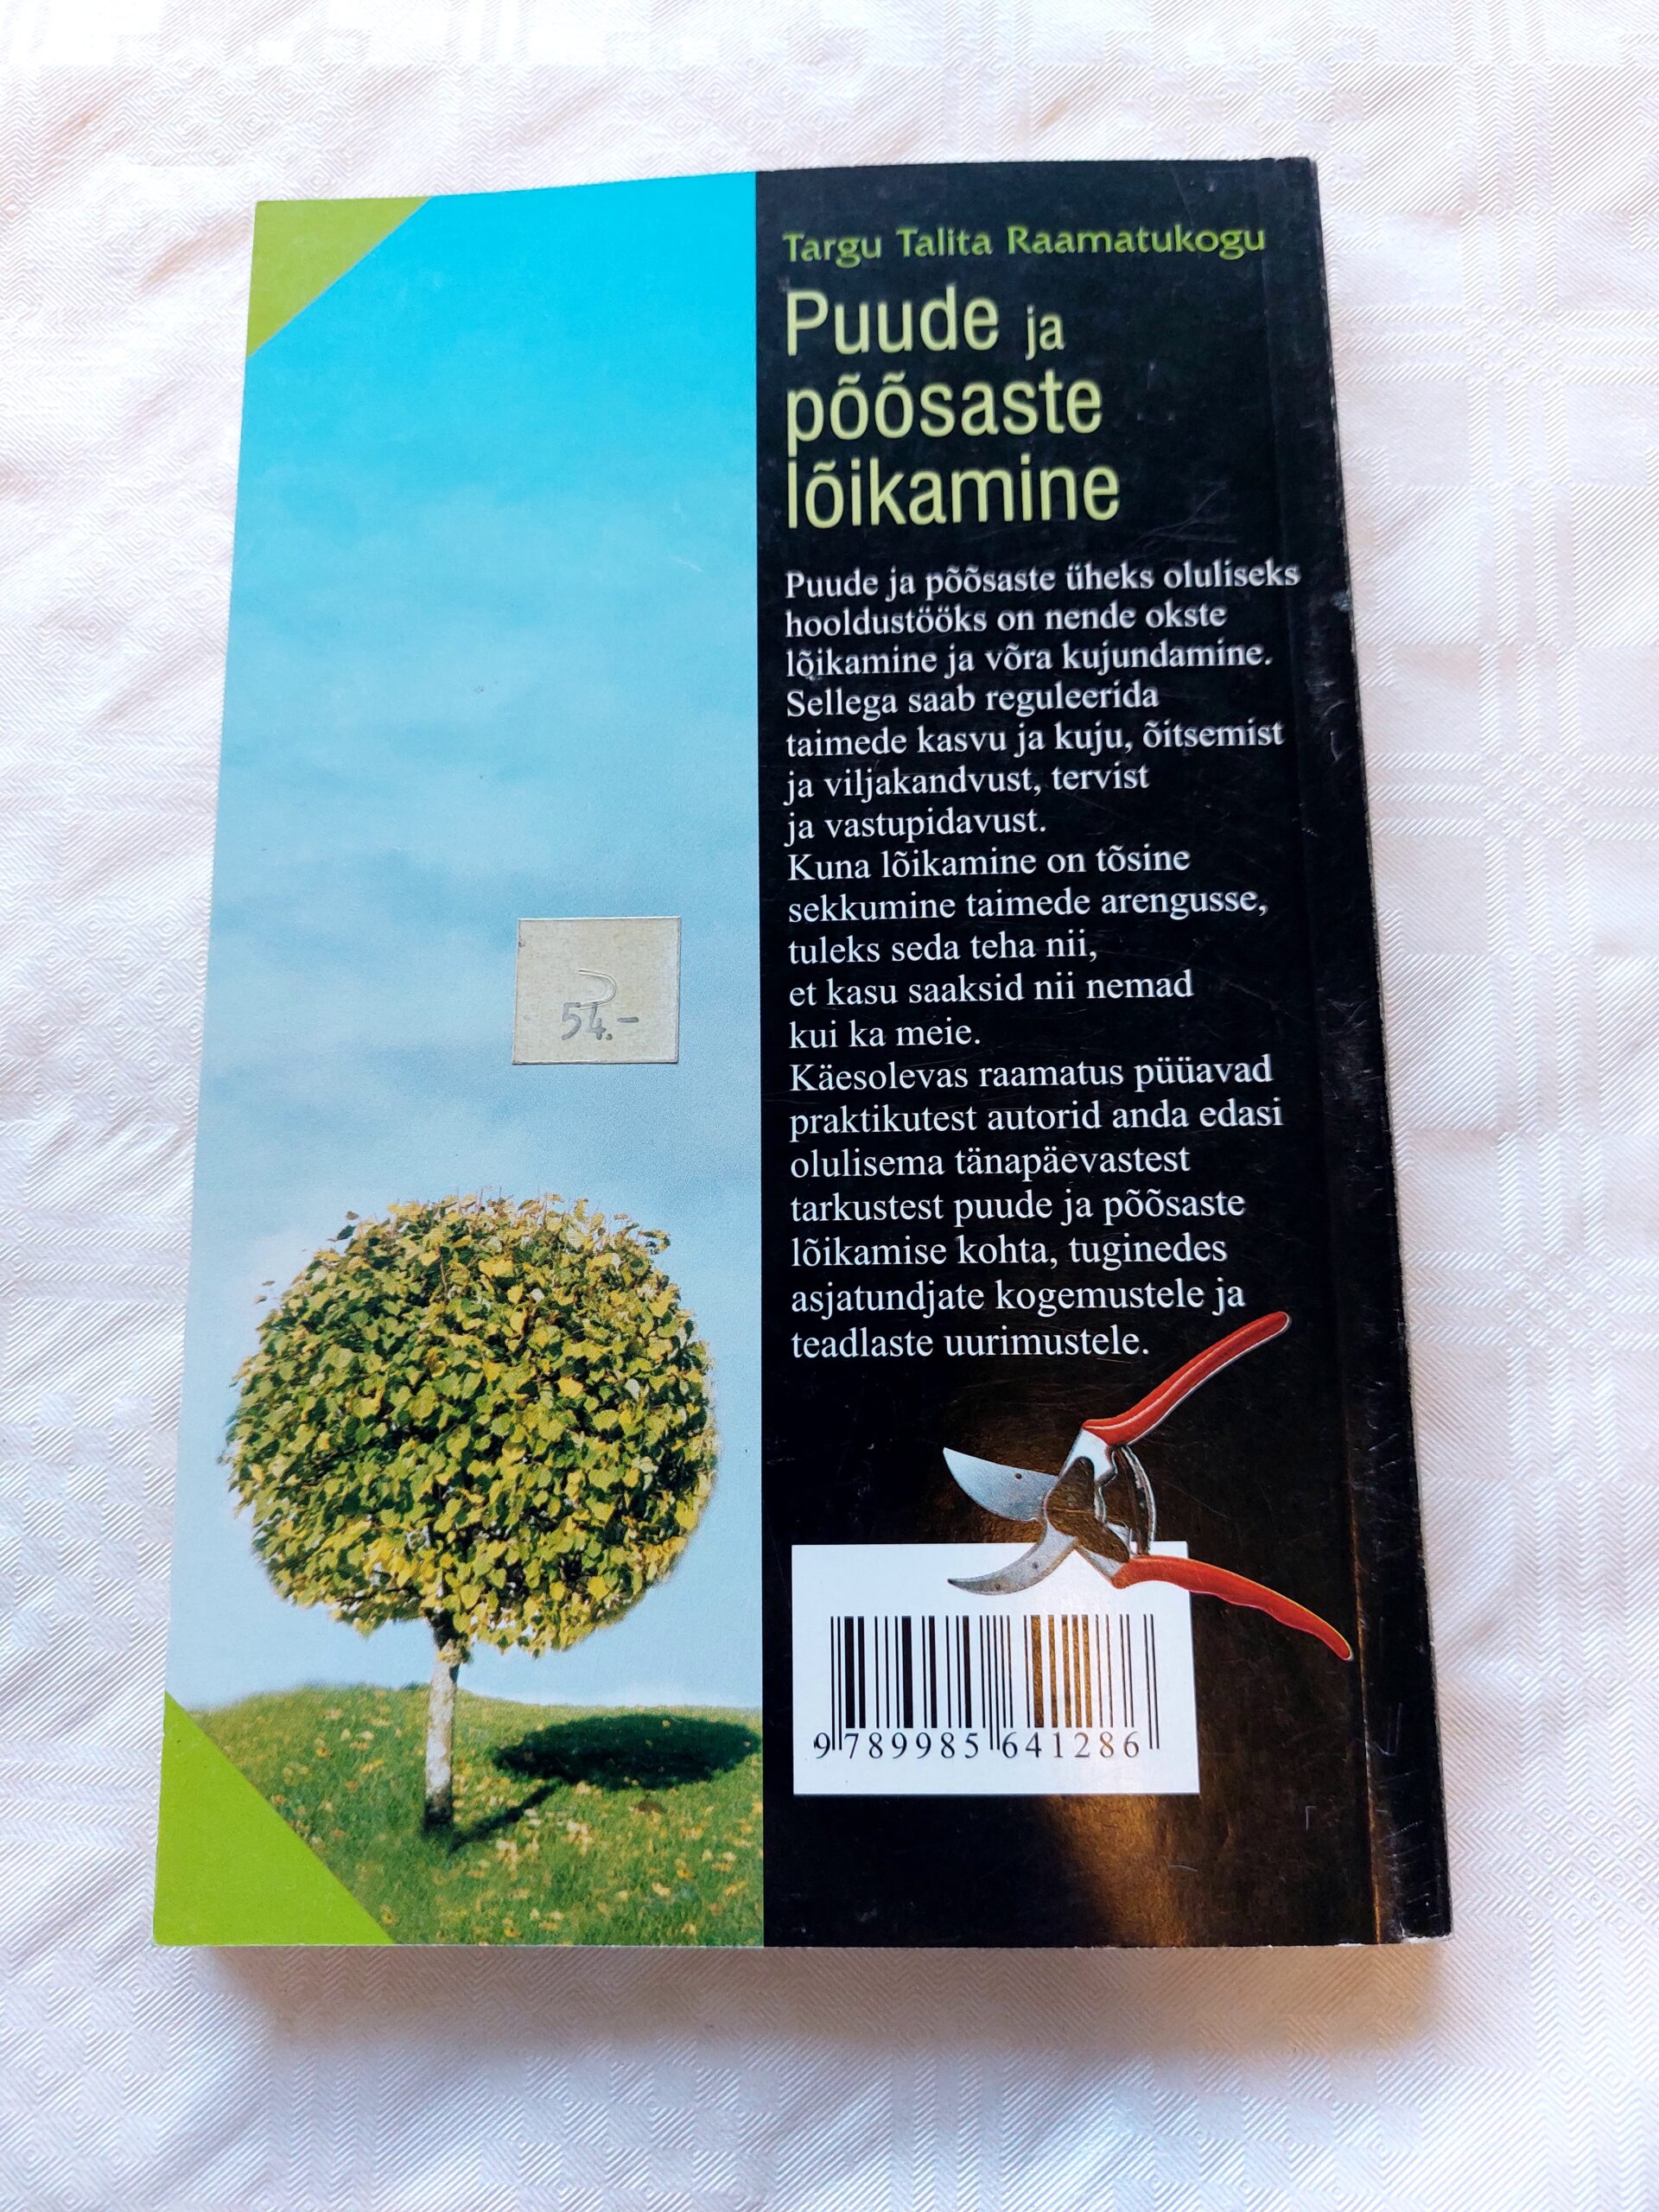 Targu Talita Raamatukogu
Puude ja
põõsaste
lõikamine
Puude ja põõsaste üheks oluliseks
hooldustööks on nende okste
lõikamine ja võra kujundamine.
Sellega saab reguleerida
taimede kasvu ja kuju, õitsemist
ja viljakandvust, tervist
ja vastupidavust.
Kuna lõikamine on tõsine
sekkumine taimede arengusse,
tuleks seda teha nii,
et kasu saaksid nii nemad
kui ka meie.
Käesolevas raamatus püüavad
praktikutest autorid anda edasi
olulisema tänapäevastest
tarkustest puude ja põõsaste
lõikamise kohta, tuginedes
asjatundjate kogemustele ja
teadlaste uurimustele.
54.-
9789985641286